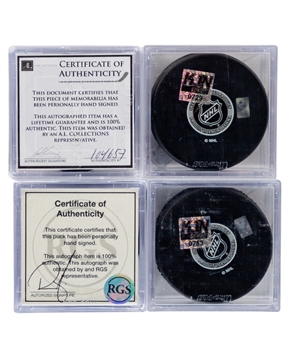 CERTIFICATE OF
AUTHENTICITY
THIS DOCUMENT CERTIFIES THAT
THIS PIECE OF MEMORABILIA HAS
BEEN PERSONALLY HAND SIGNED.
THIS AUTOGRAPHED ITEM HAS A
LIFETIME GUARANTEE AND IS 100%
AUTHENTIC. THIS ITEM WAS OBTAINED
BY AN A.L. COLLECTIONS
REPRESENTATIVE.
NHL
© NHL
Certificate of
Authenticity
This certificate certifies that
this puck has been personally
hand signed.
This autograph here is 100%
authentic. This autograph was
obtained by and RGS
representative.
RGS
NHL
© NHL